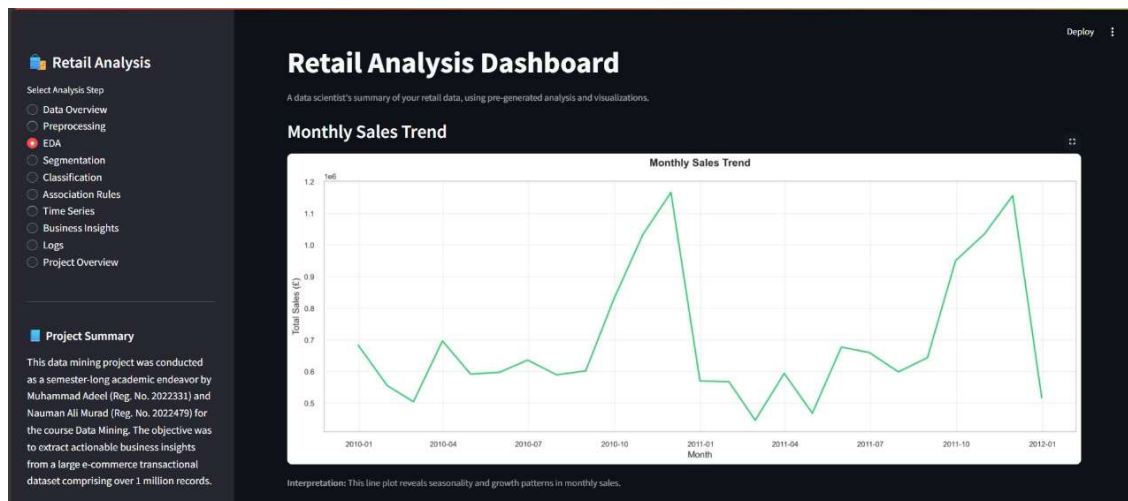 Deploy
Retail Analysis
Select Analysis Step
Data Overview
Preprocessing
EDA
Segmentation
Classification
Association Rules
Time Series
Business Insights
Logs
Project Overview
Project Summary
This data mining project was conducted
as a semester-long academic endeavor by
Muhammad Adeel (Reg. No. 2022331) and
Nauman Ali Murad (Reg. No. 2022479) for
the course Data Mining. The objective was
to extract actionable business insights
from a large e-commerce transactional
dataset comprising over 1 million records.
Retail Analysis Dashboard
A data scientist's summary of your retail data, using pre-generated analysis and visualizations.
Monthly Sales Trend
Monthly Sales Trend
1e6
1.2
1.1
1.0
0.9
0.8
0.7
0.6
0.5
Total Sales (£)
2010-01 2010-04 2010-07 2010-10 2011-01 2011-04 2011-07 2011-10 2012-01
Month
Interpretation: This line plot reveals seasonality and growth patterns in monthly sales.